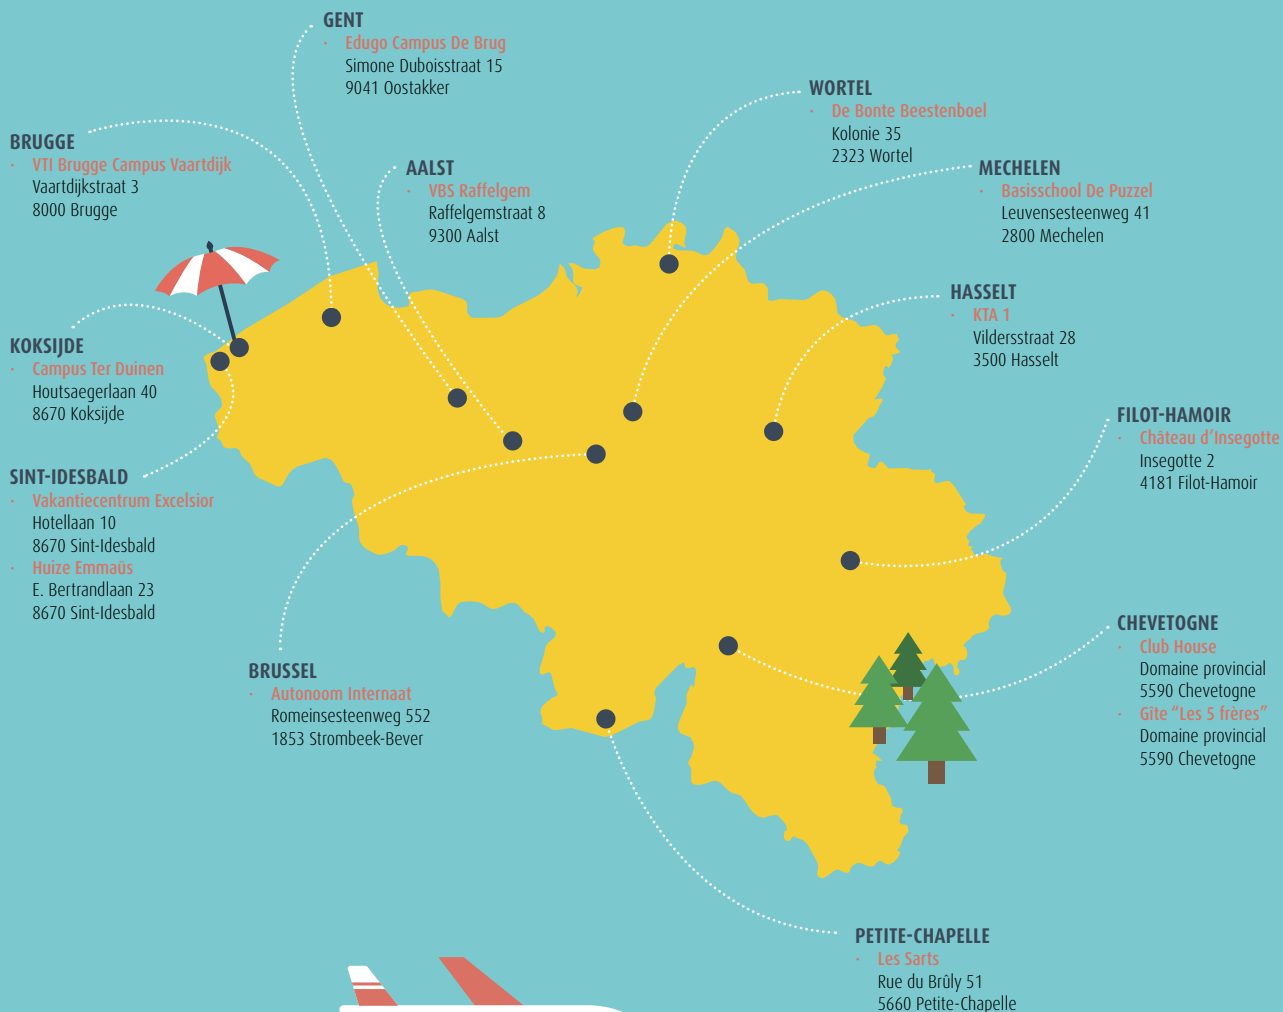 GENT
· Edugo Campus De Brug
Simone Duboisstraat 15
9041 Oostakker
WORTEL
· De Bonte Beestenboel
Kolonie 35
2323 Wortel
BRUGGE
· VTI Brugge Campus Vaartdijk
Vaartdijkstraat 3
8000 Brugge
AALST
· VBS Raffelgem
Raffelgemstraat 8
9300 Aalst
MECHELEN
· Basisschool De Puzzel
Leuvensesteenweg 41
2800 Mechelen
HASSELT
· KTA 1
Vildersstraat 28
3500 Hasselt
KOKSIJDE
· Campus Ter Duinen
Houtsaegerlaan 40
8670 Koksijde
FILOT-HAMOIR
· Château d’Insegotte
Insegotte 2
4181 Filot-Hamoir
SINT-IDESBALD
· Vakantiecentrum Excelsior
Hotellaan 10
8670 Sint-Idesbald
· Huize Emmaüs
E. Bertrandlaan 23
8670 Sint-Idesbald
CHEVETOGNE
· Club House
Domaine provincial
5590 Chevetogne
· Gîte “Les 5 frères”
Domaine provincial
5590 Chevetogne
BRUSSEL
· Autonoom Internaat
Romeinsesteenweg 552
1853 Strombeek-Bever
PETITE-CHAPELLE
· Les Sarts
Rue du Brûly 51
5660 Petite-Chapelle